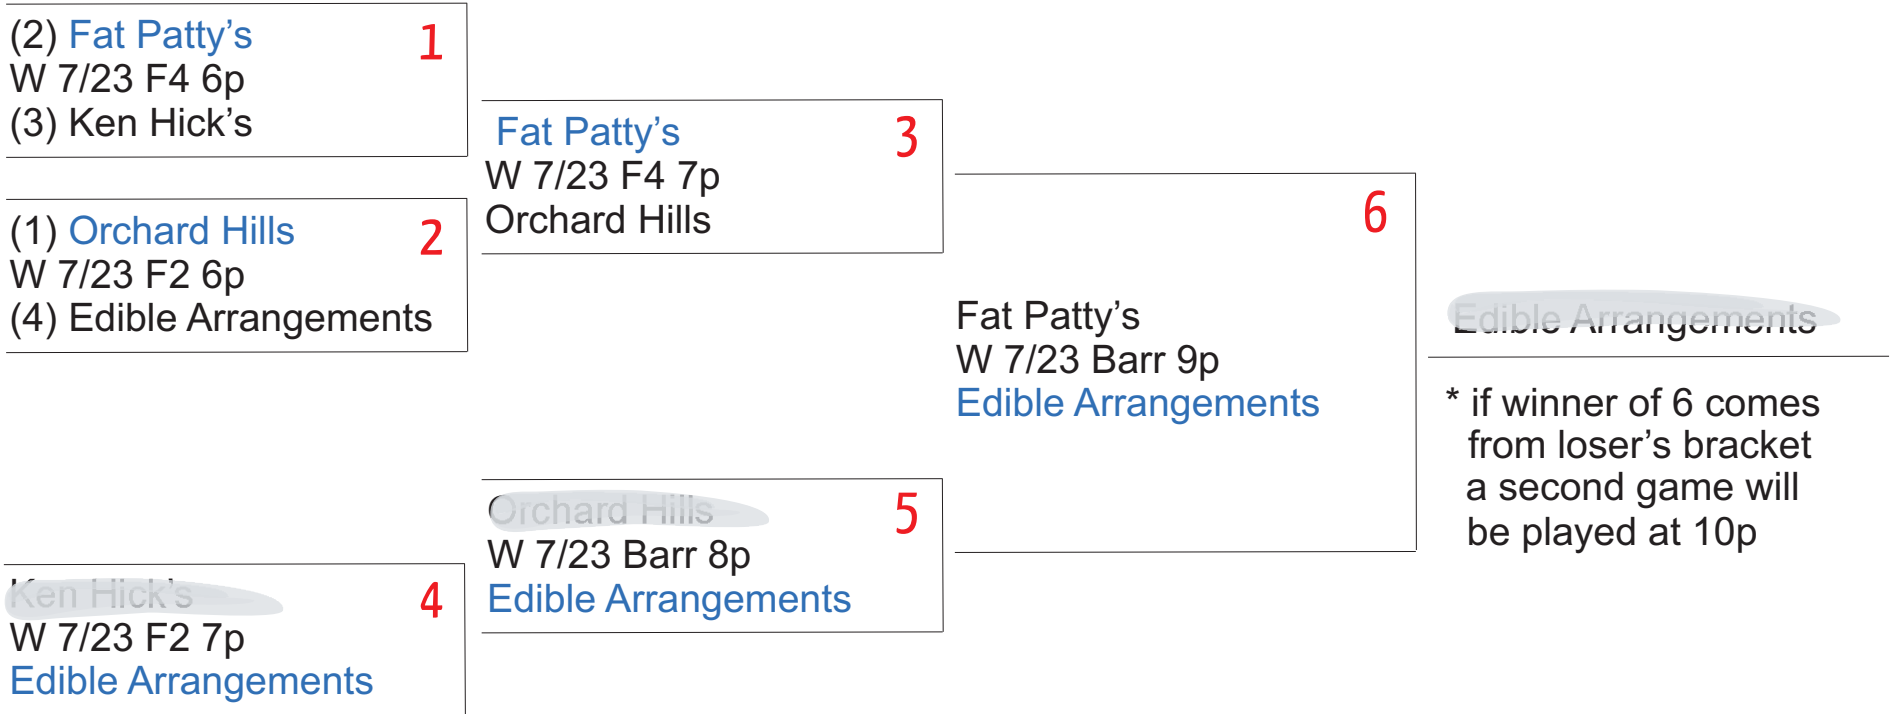 (2) Fat Patty's
1
W 7/23 F4 6p
(3) Ken Hick's
(1) Orchard Hills
2
W 7/23 F2 6p
(4) Edible Arrangements
Fat Patty's
3
W 7/23 F4 7p
Orchard Hills
Ken Hick's
4
W 7/23 F2 7p
Edible Arrangements
Orchard Hills
5
W 7/23 Barr 8p
Edible Arrangements
6
Fat Patty's
W 7/23 Barr 9p
Edible Arrangements
Edible Arrangements
* if winner of 6 comes
from loser's bracket
a second game will
be played at 10p